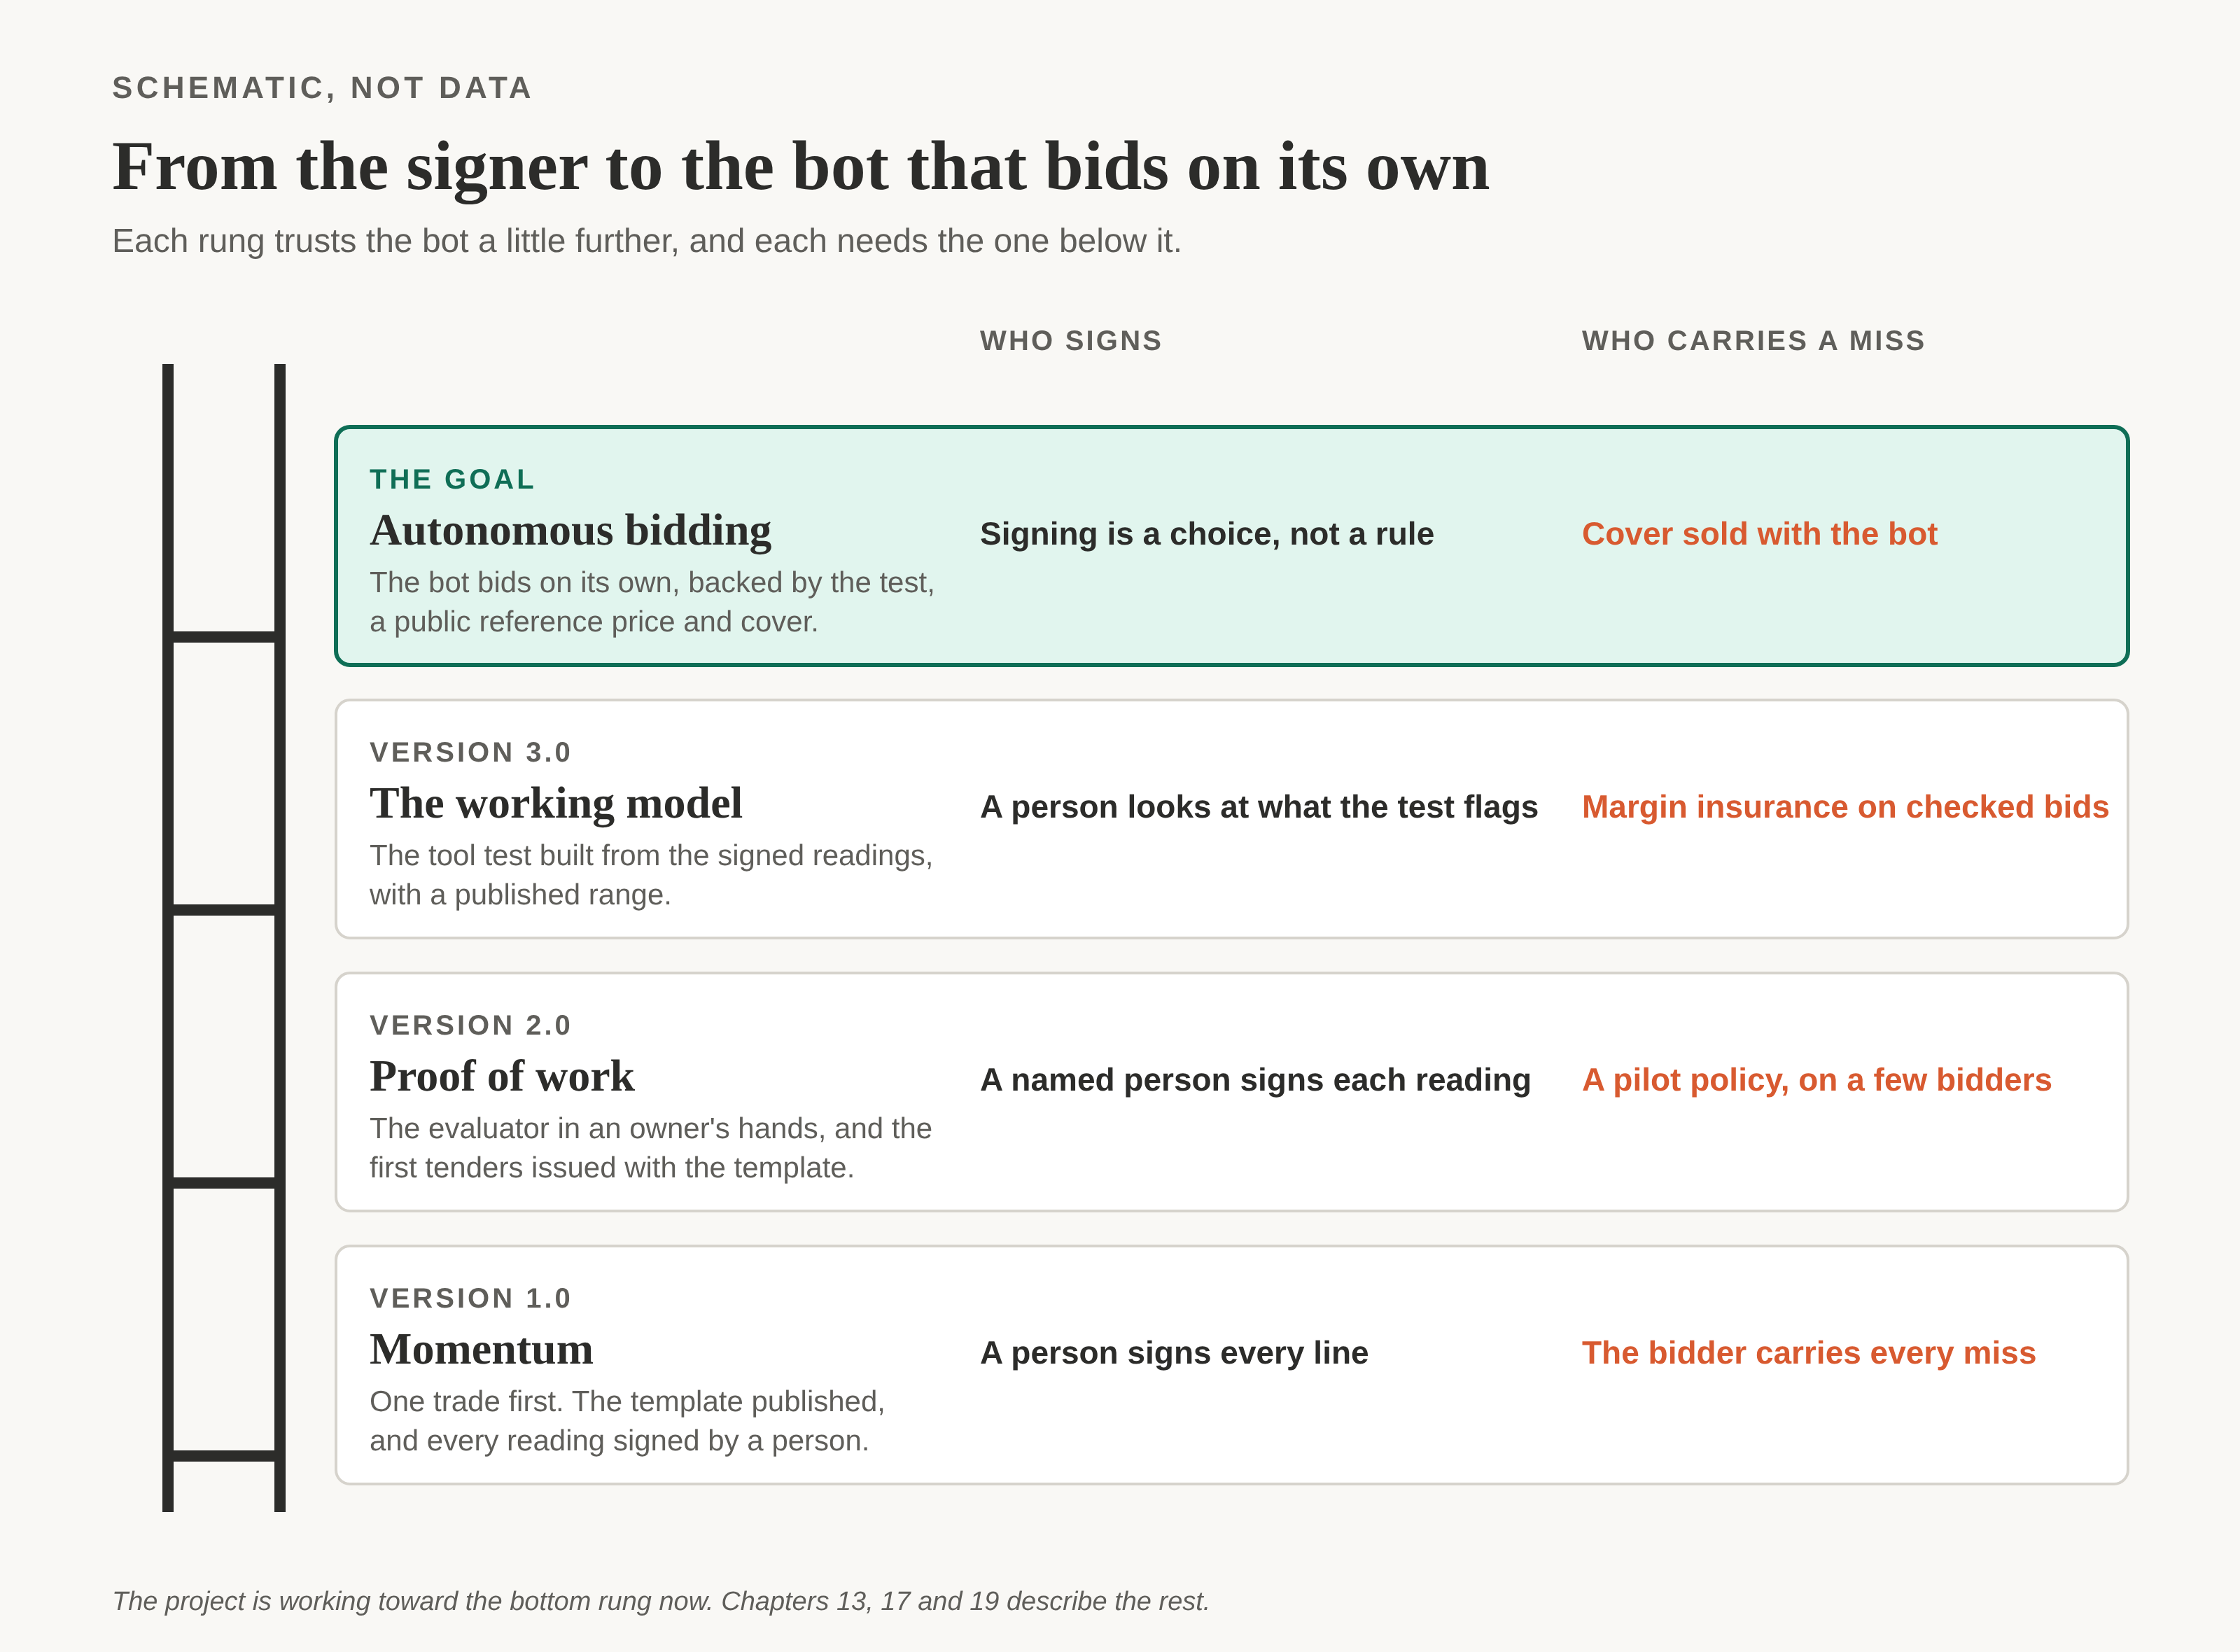 SCHEMATIC, NOT DATA
From the signer to the bot that bids on its own
Each rung trusts the bot a little further, and each needs the one below it.
WHO SIGNS
WHO CARRIES A MISS
THE GOAL
Autonomous bidding
Signing is a choice, not a rule
Cover sold with the bot
The bot bids on its own, backed by the test,
a public reference price and cover.
VERSION 3.0
The working model
A person looks at what the test flags
Margin insurance on checked bids
The tool test built from the signed readings,
with a published range.
VERSION 2.0
Proof of work
A named person signs each reading
A pilot policy, on a few bidders
The evaluator in an owner's hands, and the
first tenders issued with the template.
VERSION 1.0
Momentum
A person signs every line
The bidder carries every miss
One trade first. The template published,
and every reading signed by a person.
The project is working toward the bottom rung now. Chapters 13, 17 and 19 describe the rest.